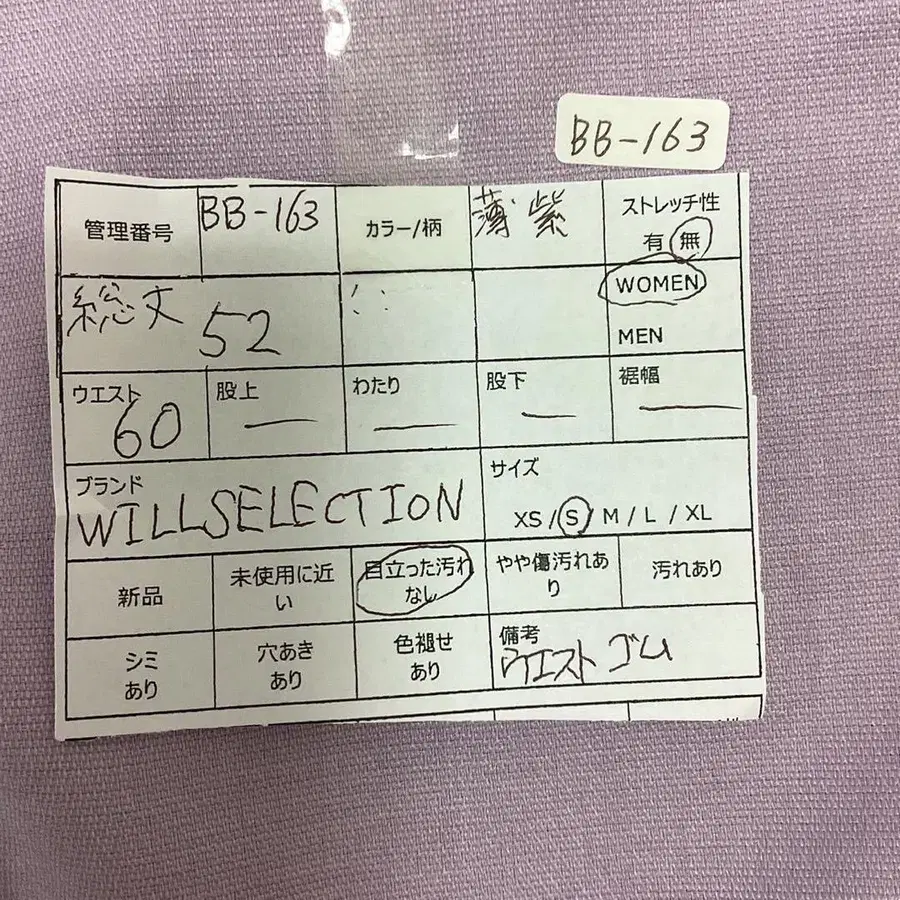 BB-163
管理番号 BB-163 カラー/柄 薄紫 ストレッチ性
有 無
総丈 52 WOMEN
MEN
ウエスト 股上 わたり 股下 裾幅
60 — — — —
ブランド サイズ
WILLSELECTION XS / S / M / L / XL
新品 未使用に近 目立った汚れ やや傷汚れあ 汚れあり
い なし り
シミ 穴あき 色褪せ 備考
あり あり あり ウエスト ゴム